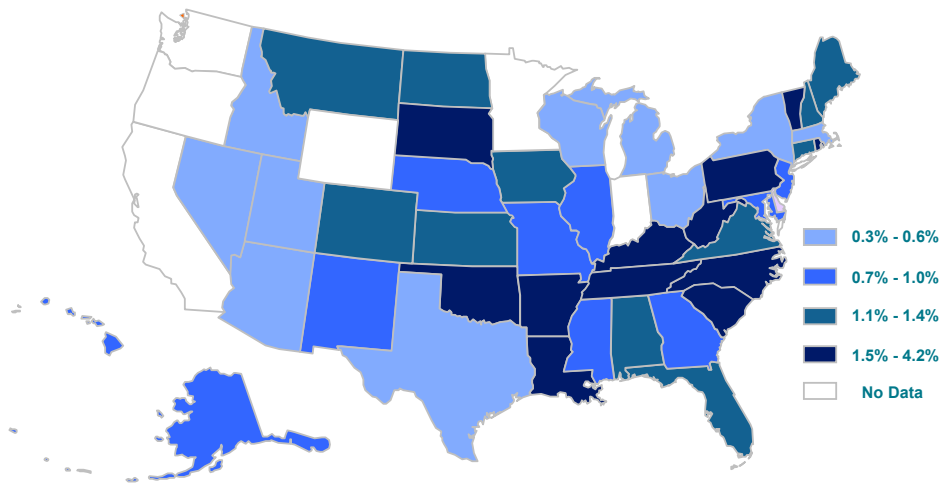 0.3% - 0.6%
0.7% - 1.0%
1.1% - 1.4%
1.5% - 4.2%
No Data